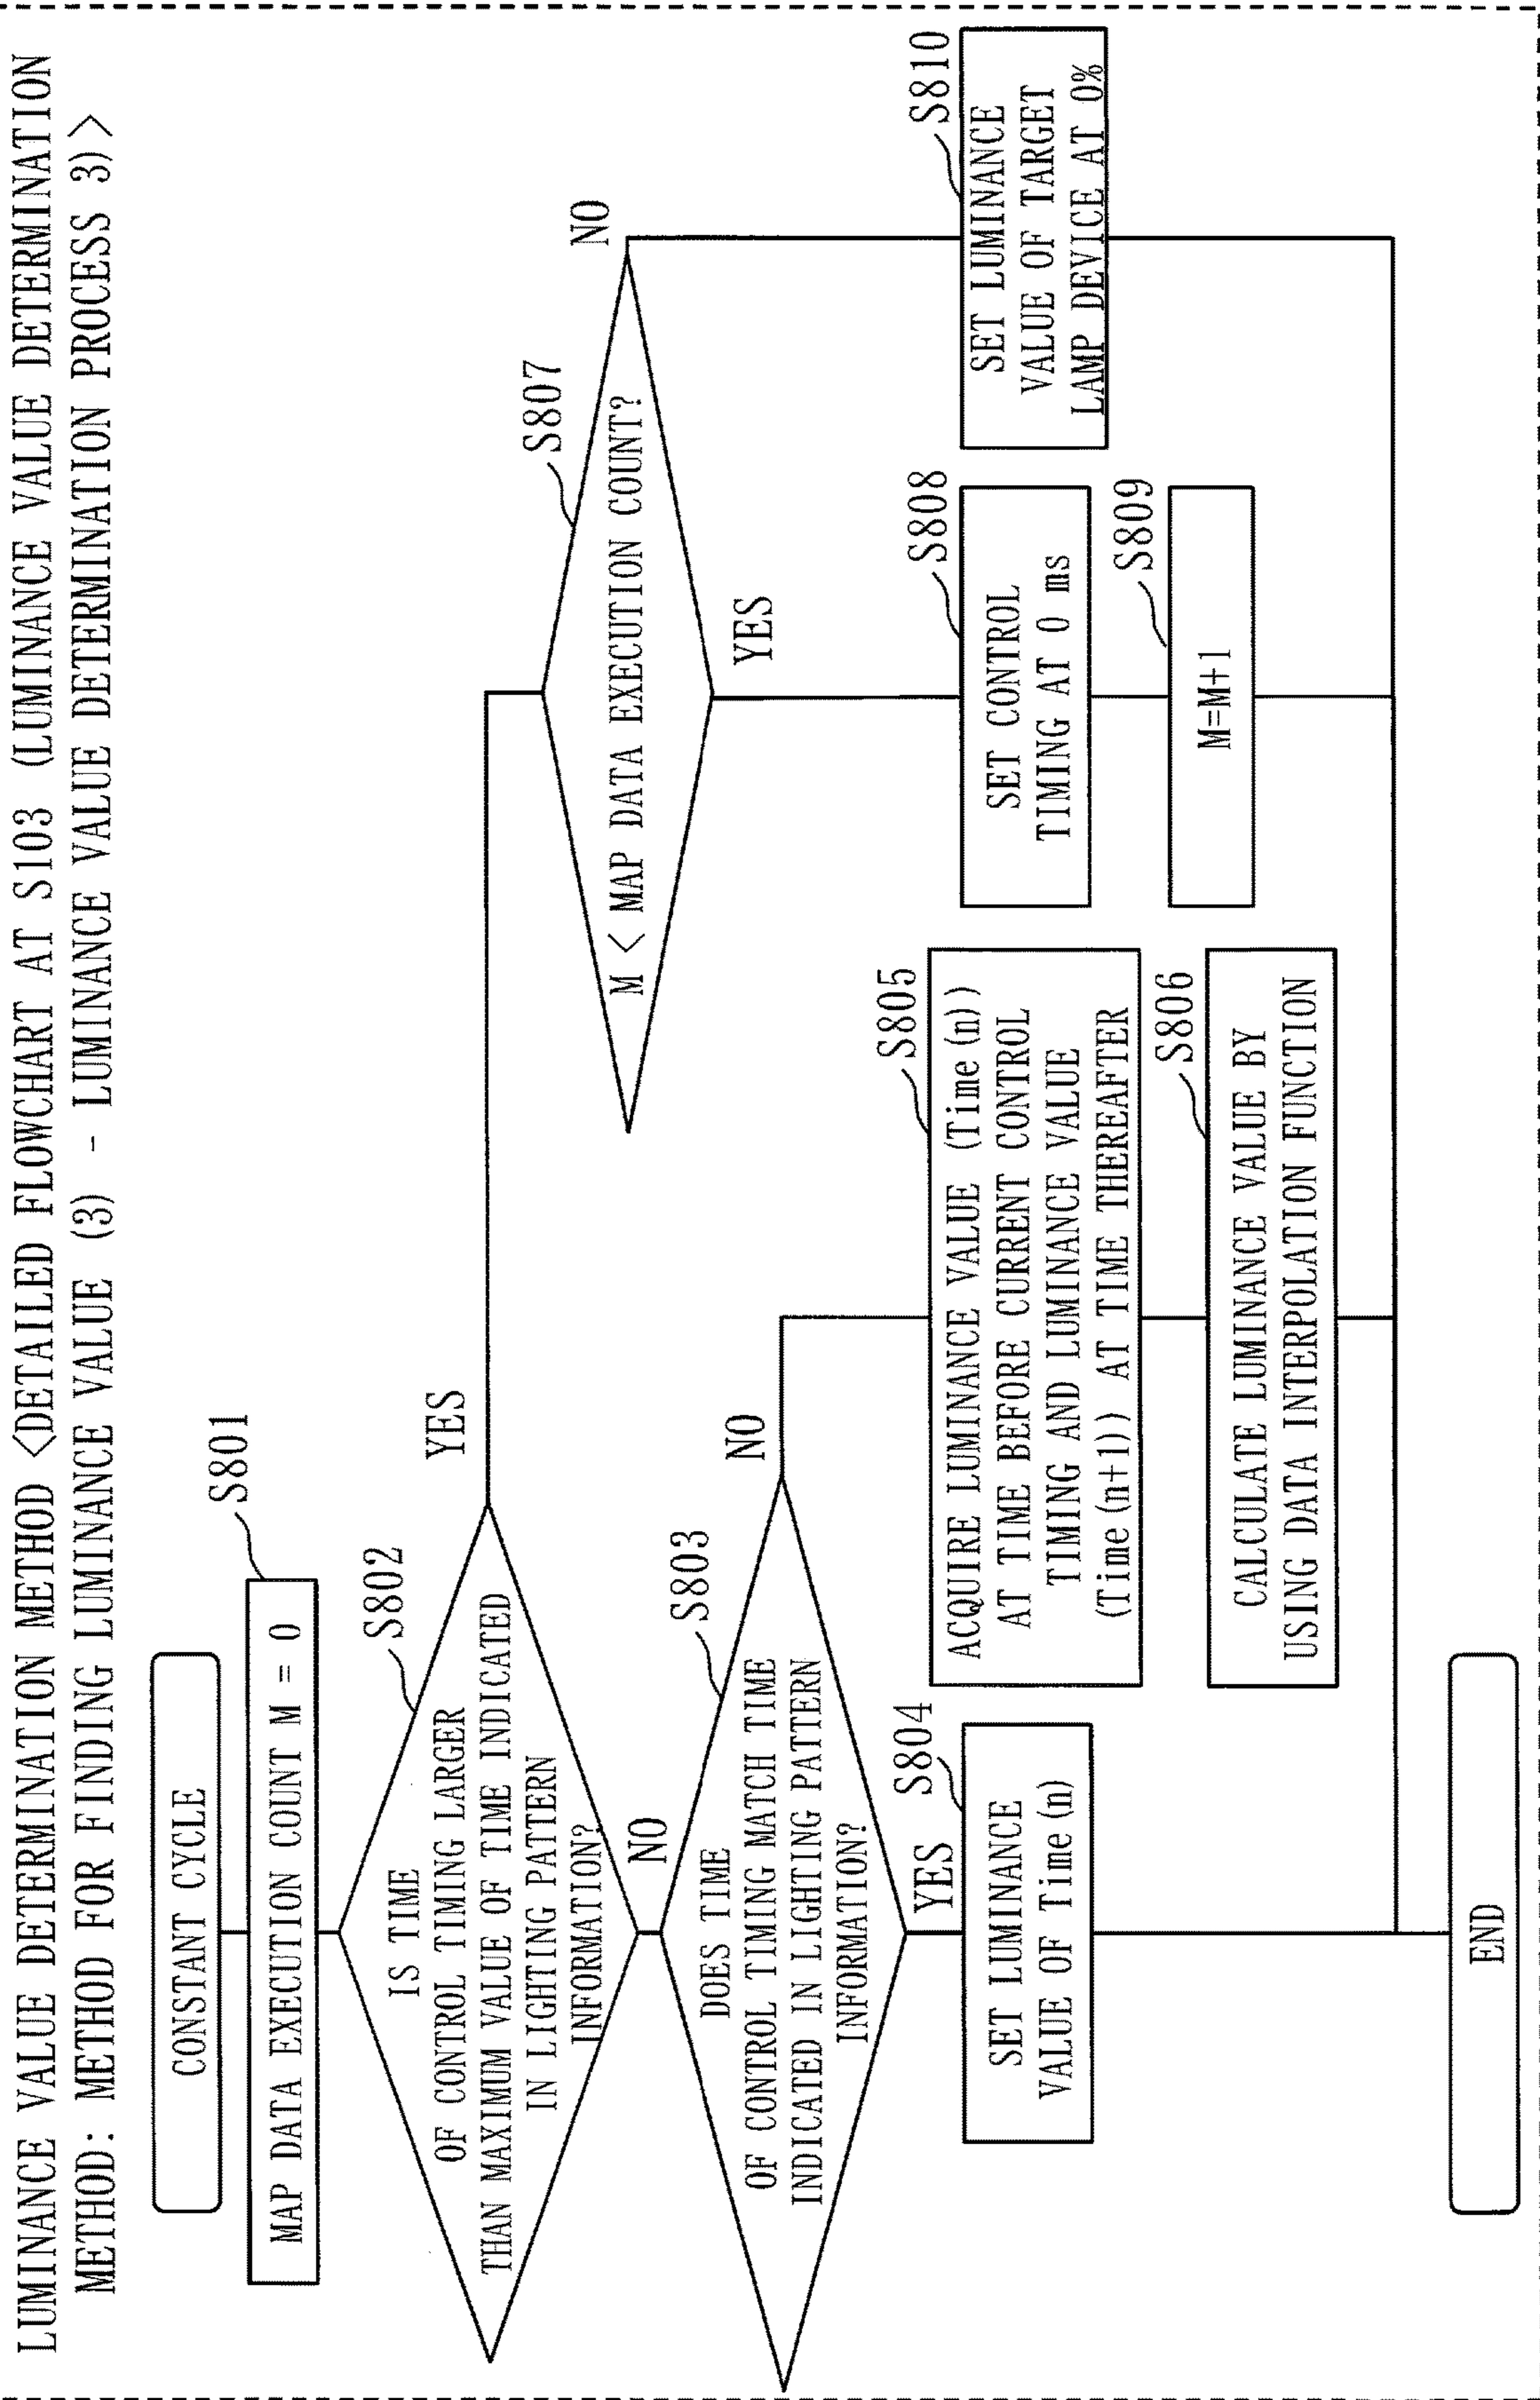 LUMINANCE VALUE DETERMINATION METHOD <DETAILED FLOWCHART AT S103 (LUMINANCE VALUE DETERMINATION
METHOD: METHOD FOR FINDING LUMINANCE VALUE (3) - LUMINANCE VALUE DETERMINATION PROCESS 3)>
CONSTANT CYCLE
S801
MAP DATA EXECUTION COUNT M = 0
S802
IS TIME
OF CONTROL TIMING LARGER
THAN MAXIMUM VALUE OF TIME INDICATED
IN LIGHTING PATTERN
INFORMATION?
YES
NO
S803
DOES TIME
OF CONTROL TIMING MATCH TIME
INDICATED IN LIGHTING PATTERN
INFORMATION?
NO
YES
S804
SET LUMINANCE
VALUE OF Time(n)
S805
ACQUIRE LUMINANCE VALUE (Time(n))
AT TIME BEFORE CURRENT CONTROL
TIMING AND LUMINANCE VALUE
(Time(n+1)) AT TIME THEREAFTER
S806
CALCULATE LUMINANCE VALUE BY
USING DATA INTERPOLATION FUNCTION
S807
M < MAP DATA EXECUTION COUNT?
NO
YES
S808
SET CONTROL
TIMING AT 0 ms
S809
M=M+1
S810
SET LUMINANCE
VALUE OF TARGET
LAMP DEVICE AT 0%
END